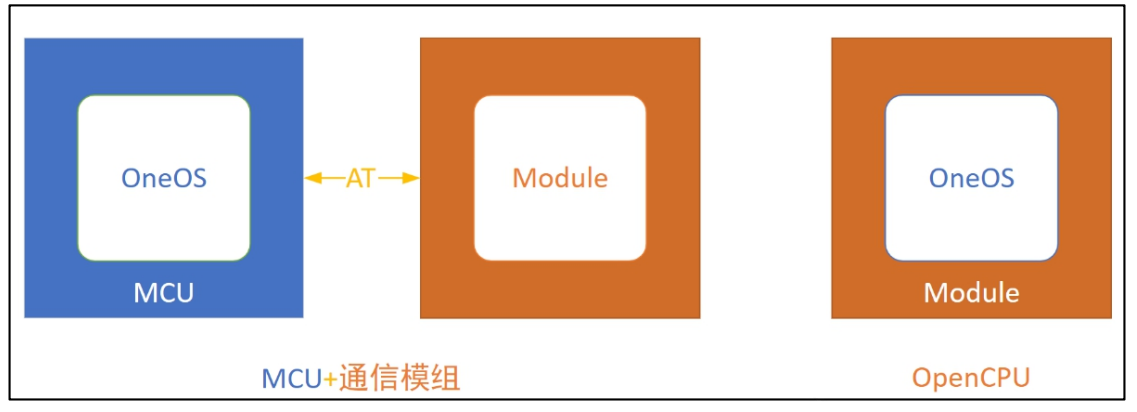 OneOS
MCU
AT
Module
OneOS
Module
MCU+通信模组
OpenCPU